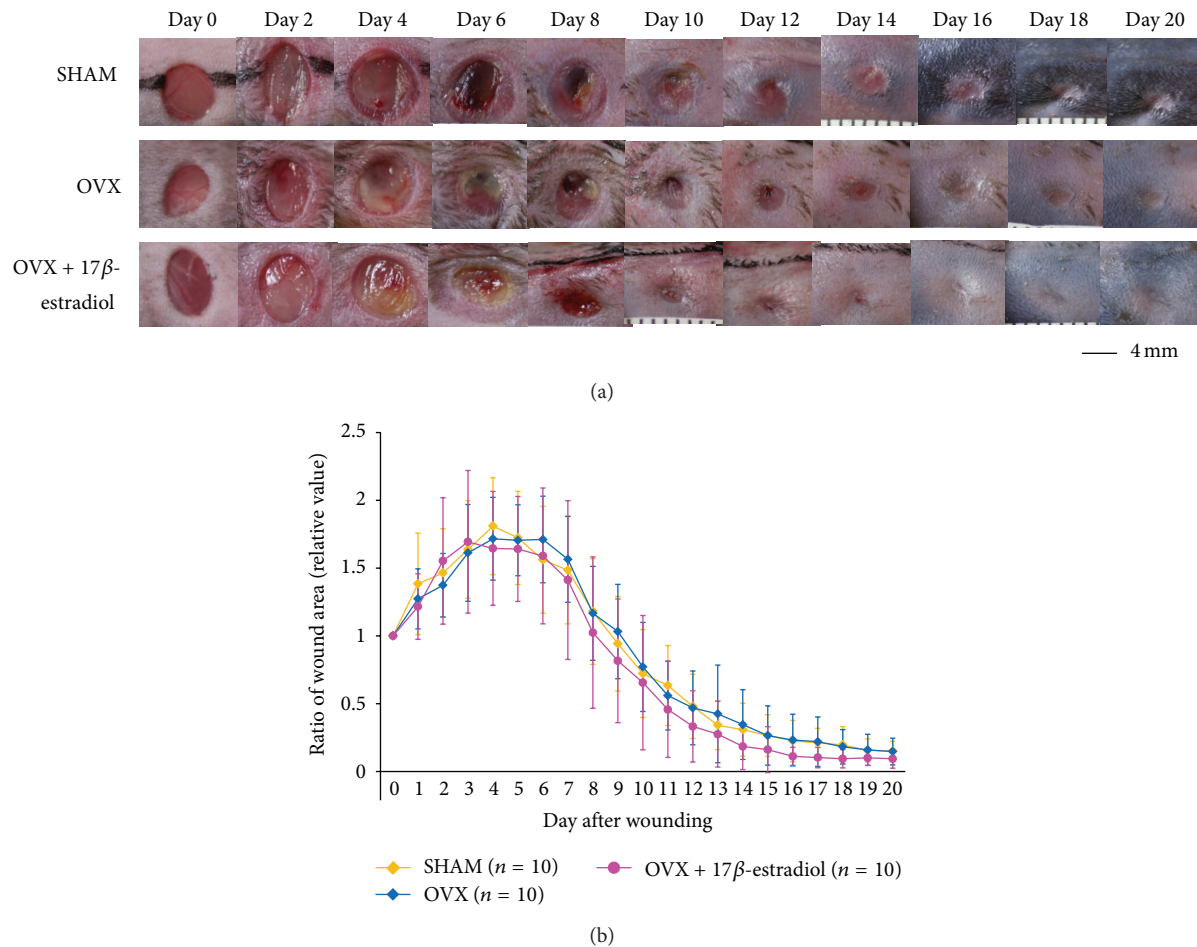 Day 0 Day 2 Day 4 Day 6 Day 8 Day 10 Day 12 Day 14 Day 16 Day 18 Day 20
SHAM
OVX
OVX + 17β-
estradiol
4 mm
(a)
2.5
2
1.5
1
0.5
0
Ratio of wound area (relative value)
0 1 2 3 4 5 6 7 8 9 10 11 12 13 14 15 16 17 18 19 20
Day after wounding
SHAM (n = 10) OVX + 17β-estradiol (n = 10)
OVX (n = 10)
(b)